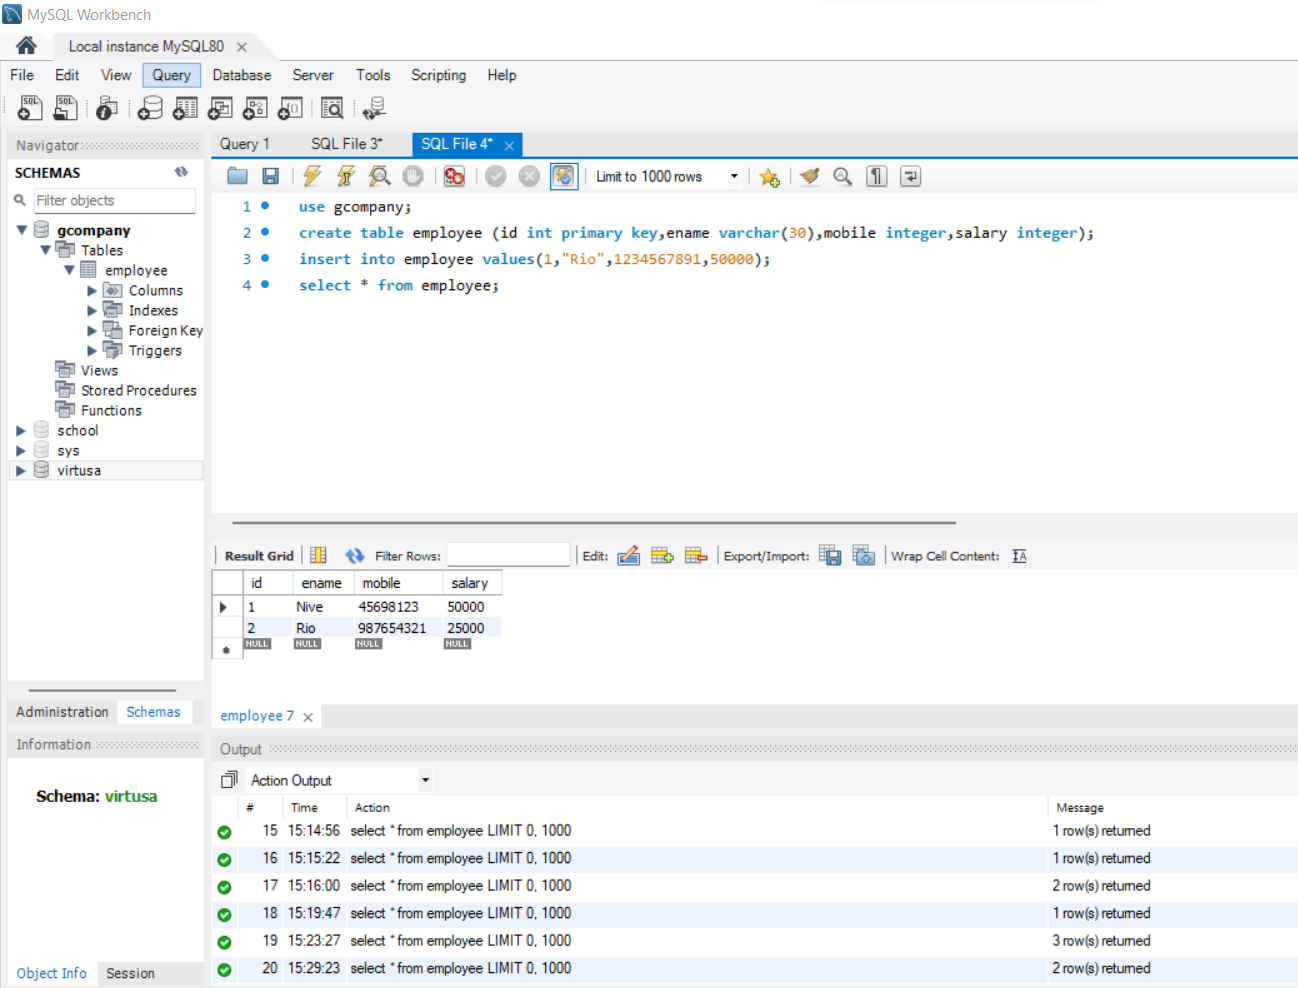 MySQL Workbench
Local instance MySQL80 ×
File Edit View Query Database Server Tools Scripting Help
Navigator
SCHEMAS
Filter objects
gcompany
Tables
employee
Columns
Indexes
Foreign Key
Triggers
Views
Stored Procedures
Functions
school
sys
virtusa
Administration Schemas
Information
Schema: virtusa
Object Info Session
Query 1 SQL File 3* SQL File 4* ×
Limit to 1000 rows
1 use gcompany;
2 create table employee (id int primary key,ename varchar(30),mobile integer,salary integer);
3 insert into employee values(1,"Rio",1234567891,50000);
4 select * from employee;
Result Grid Filter Rows: Edit: Export/Import: Wrap Cell Content:
id ename mobile salary
1 Nive 45698123 50000
2 Rio 987654321 25000
NULL NULL NULL NULL
employee 7 ×
Output
Action Output
# Time Action Message
15 15:14:56 select * from employee LIMIT 0, 1000 1 row(s) returned
16 15:15:22 select * from employee LIMIT 0, 1000 1 row(s) returned
17 15:16:00 select * from employee LIMIT 0, 1000 2 row(s) returned
18 15:19:47 select * from employee LIMIT 0, 1000 1 row(s) returned
19 15:23:27 select * from employee LIMIT 0, 1000 3 row(s) returned
20 15:29:23 select * from employee LIMIT 0, 1000 2 row(s) returned